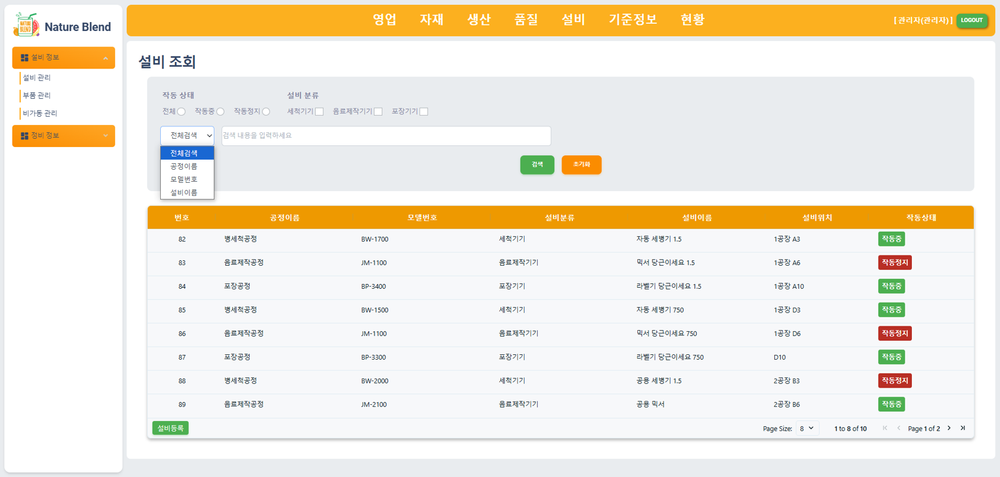 NATURE BLEND
Nature Blend
영업 자재 생산 품질 설비 기준정보 현황
[ 관리자(관리자) ] LOGOUT
설비 정보
설비 관리
부품 관리
비가동 관리
정비 정보
설비 조회
작동 상태 설비 분류
전체 작동중 작동정지 세척기기 음료제작기기 포장기기
전체검색 검색 내용을 입력하세요
전체검색
공정이름
모델번호
설비이름
검색 초기화
번호 공정이름 모델번호 설비분류 설비이름 설비위치 작동상태
82 병세척공정 BW-1700 세척기기 자동 세병기 1.5 1공장 A3 작동중
83 음료제작공정 JM-1100 음료제작기기 믹서 당근이세요 1.5 1공장 A6 작동정지
84 포장공정 BP-3400 포장기기 라벨기 당근이세요 1.5 1공장 A10 작동중
85 병세척공정 BW-1500 세척기기 자동 세병기 750 1공장 D3 작동중
86 음료제작공정 JM-1100 음료제작기기 믹서 당근이세요 750 1공장 D6 작동정지
87 포장공정 BP-3300 포장기기 라벨기 당근이세요 750 D10 작동중
88 병세척공정 BW-2000 세척기기 공용 세병기 1.5 2공장 B3 작동정지
89 음료제작공정 JM-2100 음료제작기기 공용 믹서 2공장 B6 작동중
설비등록 Page Size: 8 1 to 8 of 10 Page 1 of 2